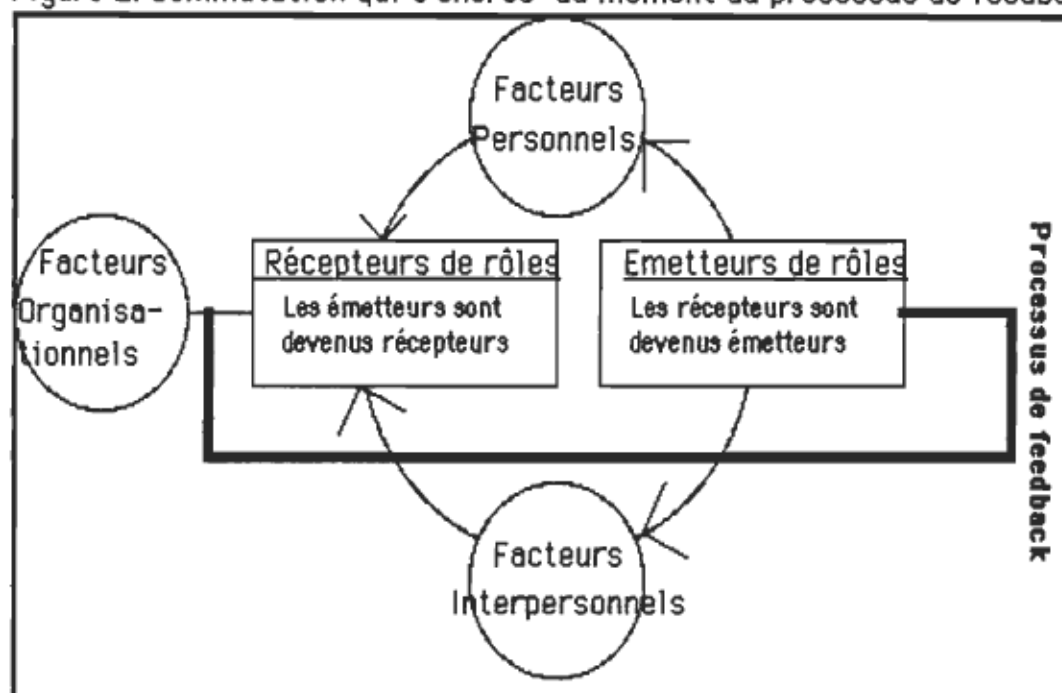 Facteurs
Personnels
Facteurs
Organisa-
tionnels
Récepteurs de rôles
Les émetteurs sont
devenus récepteurs
Emetteurs de rôles
Les récepteurs sont
devenus émetteurs
Processus de feedback
Facteurs
Interpersonnels